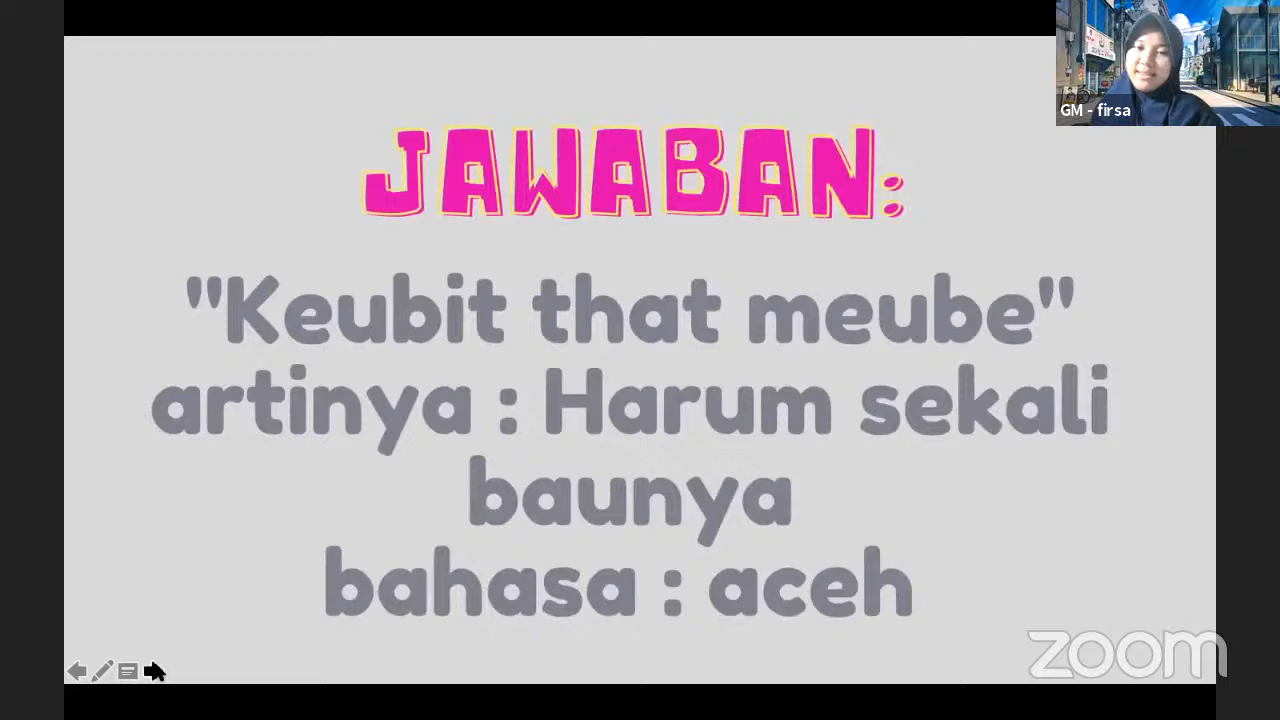 GM - firsa
JAWABAN:
"Keubit that meube"
artinya : Harum sekali
baunya
bahasa : aceh
zoom